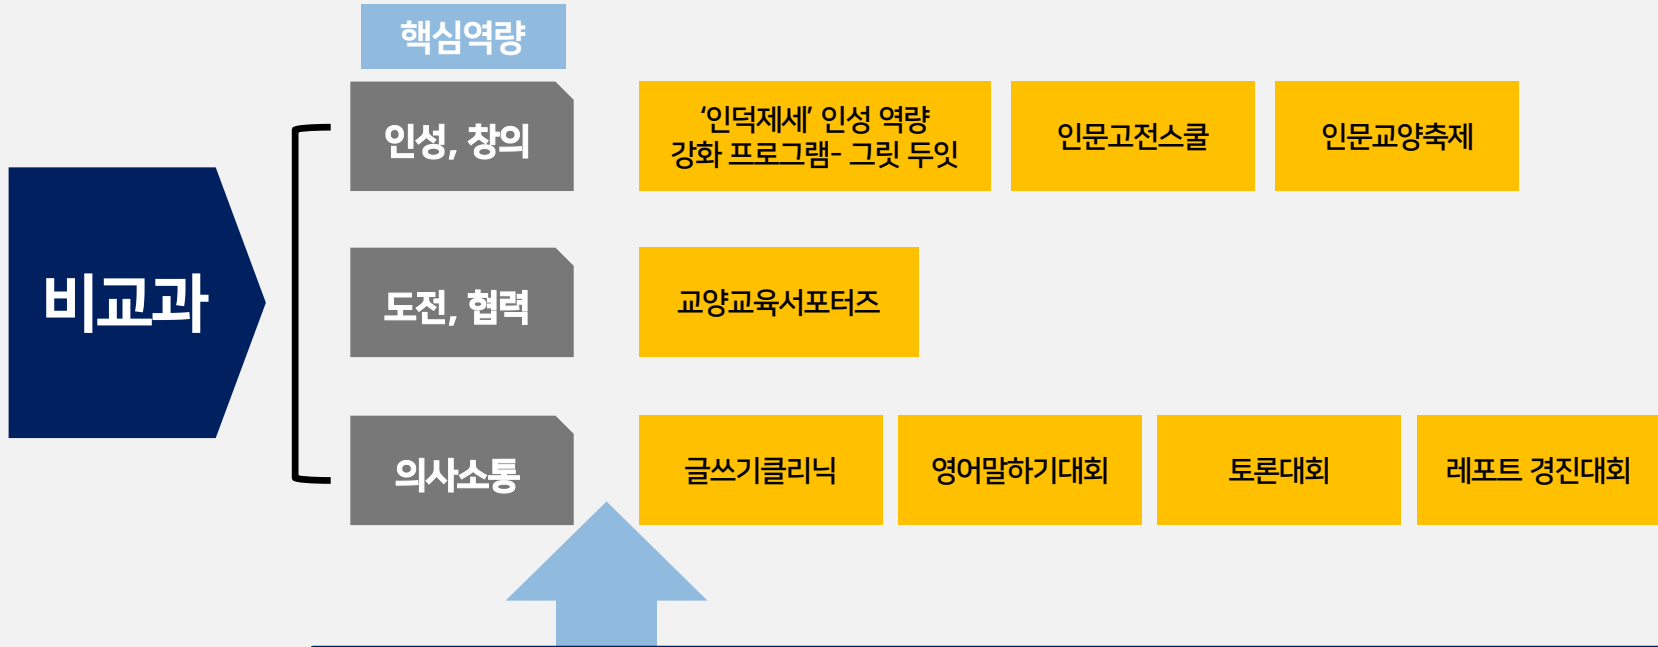 핵심역량
비교과
인성, 창의
‘인덕제세’ 인성 역량
강화 프로그램- 그릿 두잇
인문고전스쿨
인문교양축제
도전, 협력
교양교육서포터즈
의사소통
글쓰기클리닉
영어말하기대회
토론대회
레포트 경진대회